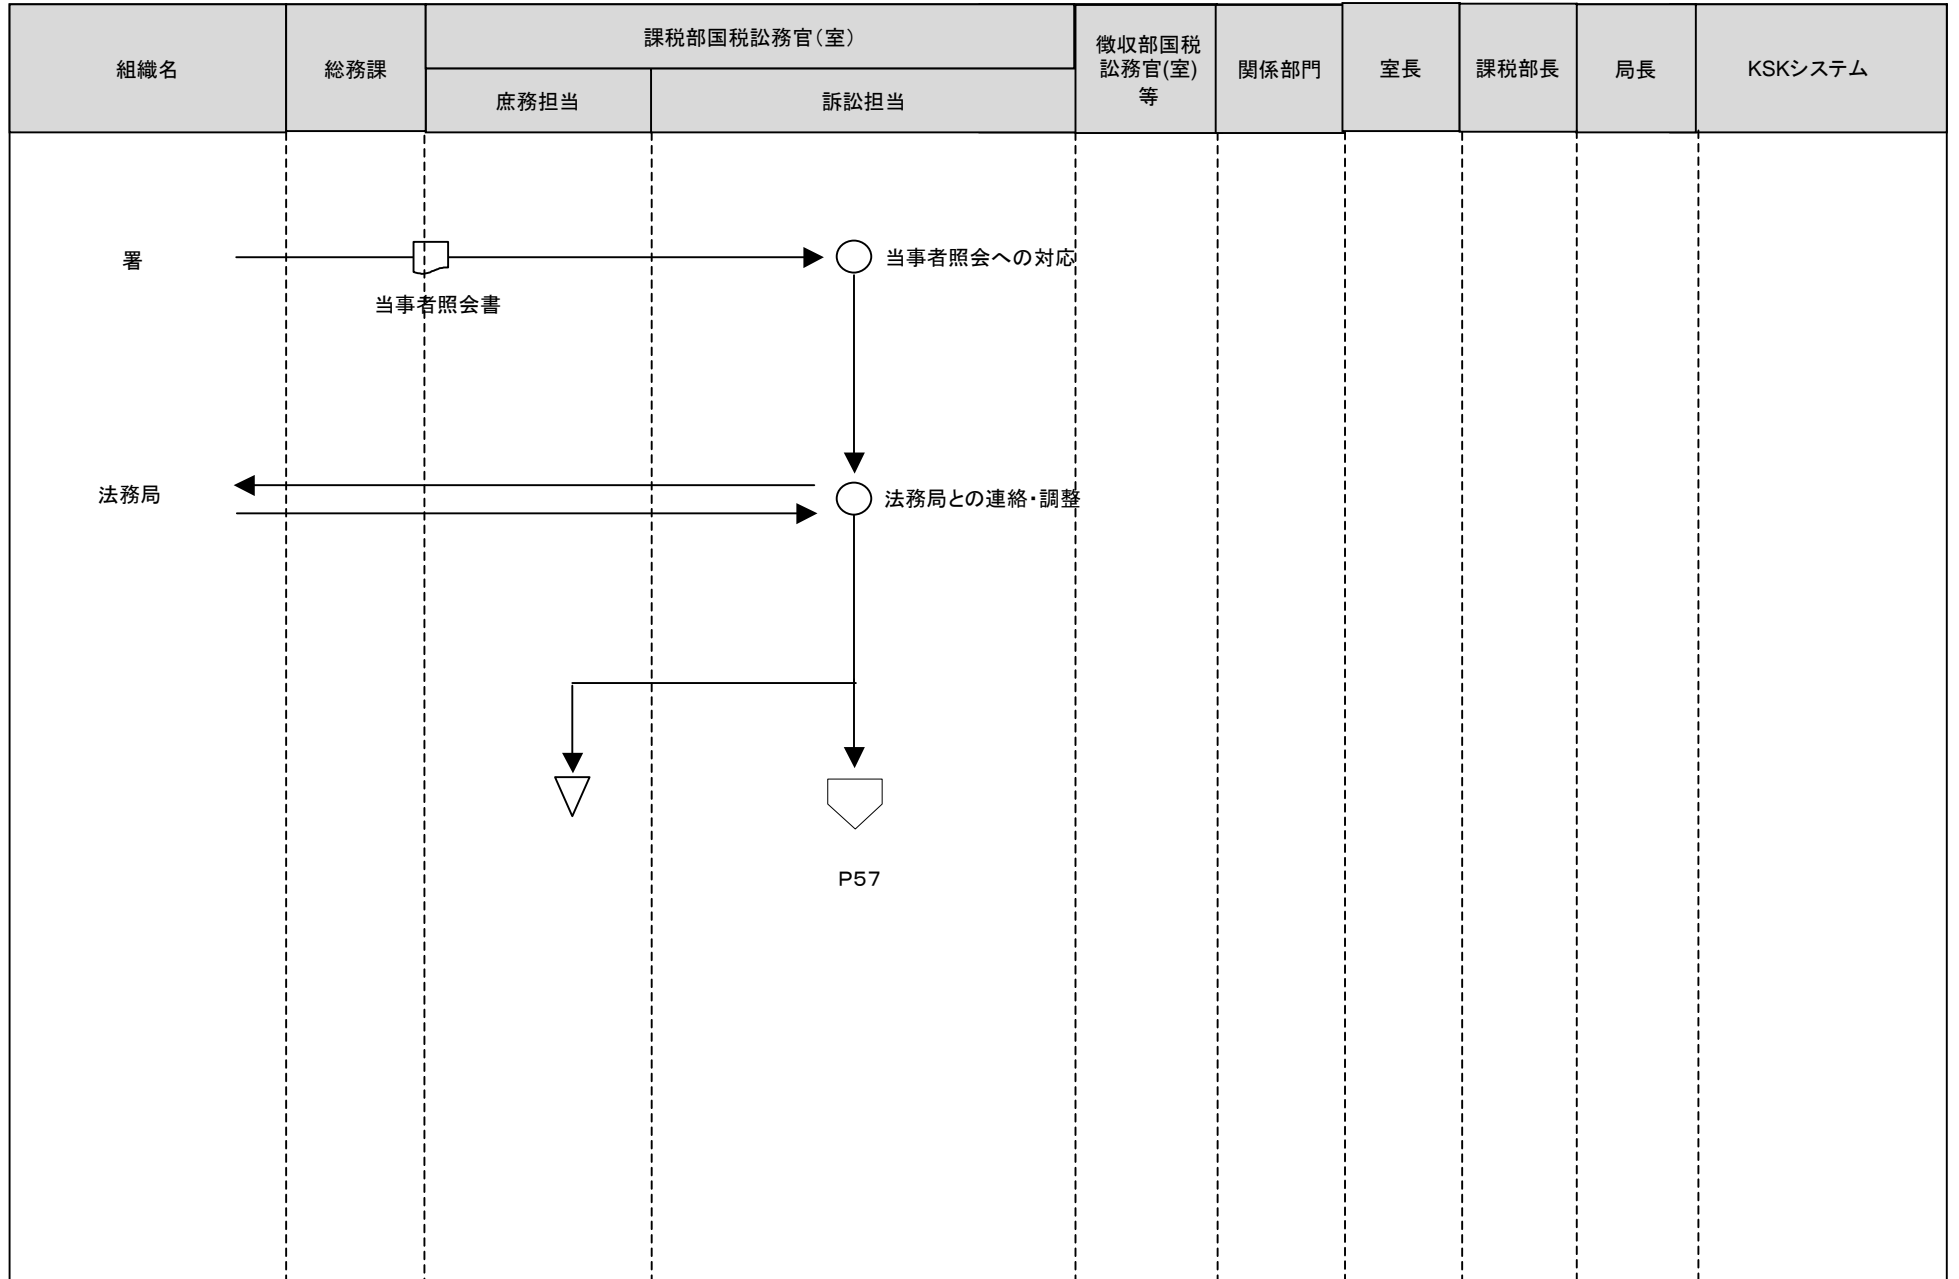 組織名
総務課
課税部国税訟務官（室）
庶務担当
訴訟担当
徴収部国税
訟務官(室)
等
関係部門
室長
課税部長
局長
KSKシステム
署
当事者照会への対応
当事者照会書
法務局
法務局との連絡・調整
P57